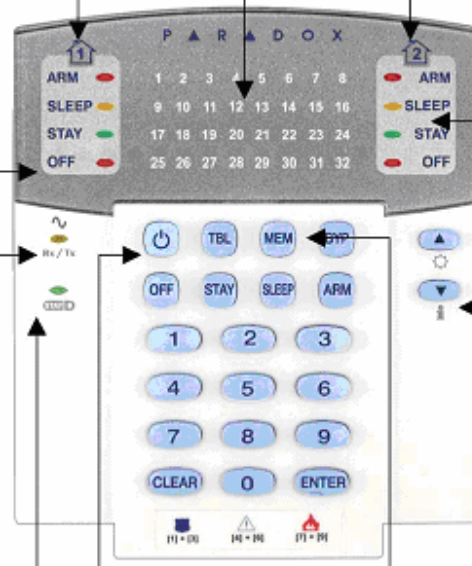 PARADOX
1 2
ARM 1 2 3 4 5 6 7 8 ARM
SLEEP 9 10 11 12 13 14 15 16 SLEEP
STAY 17 18 19 20 21 22 23 24 STAY
OFF 25 26 27 28 29 30 31 32 OFF
Rx/Tx
TBL MEM BYP
OFF STAY SLEEP ARM
1 2 3
4 5 6
7 8 9
CLEAR 0 ENTER
[1] + [3] [4] + [6] [7] + [9]